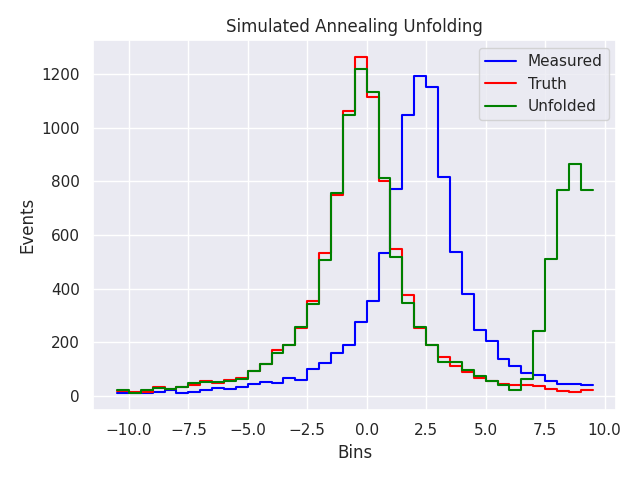 Simulated Annealing Unfolding
Measured
Truth
Unfolded
Events
1200
1000
800
600
400
200
0
−10.0 −7.5 −5.0 −2.5 0.0 2.5 5.0 7.5 10.0
Bins